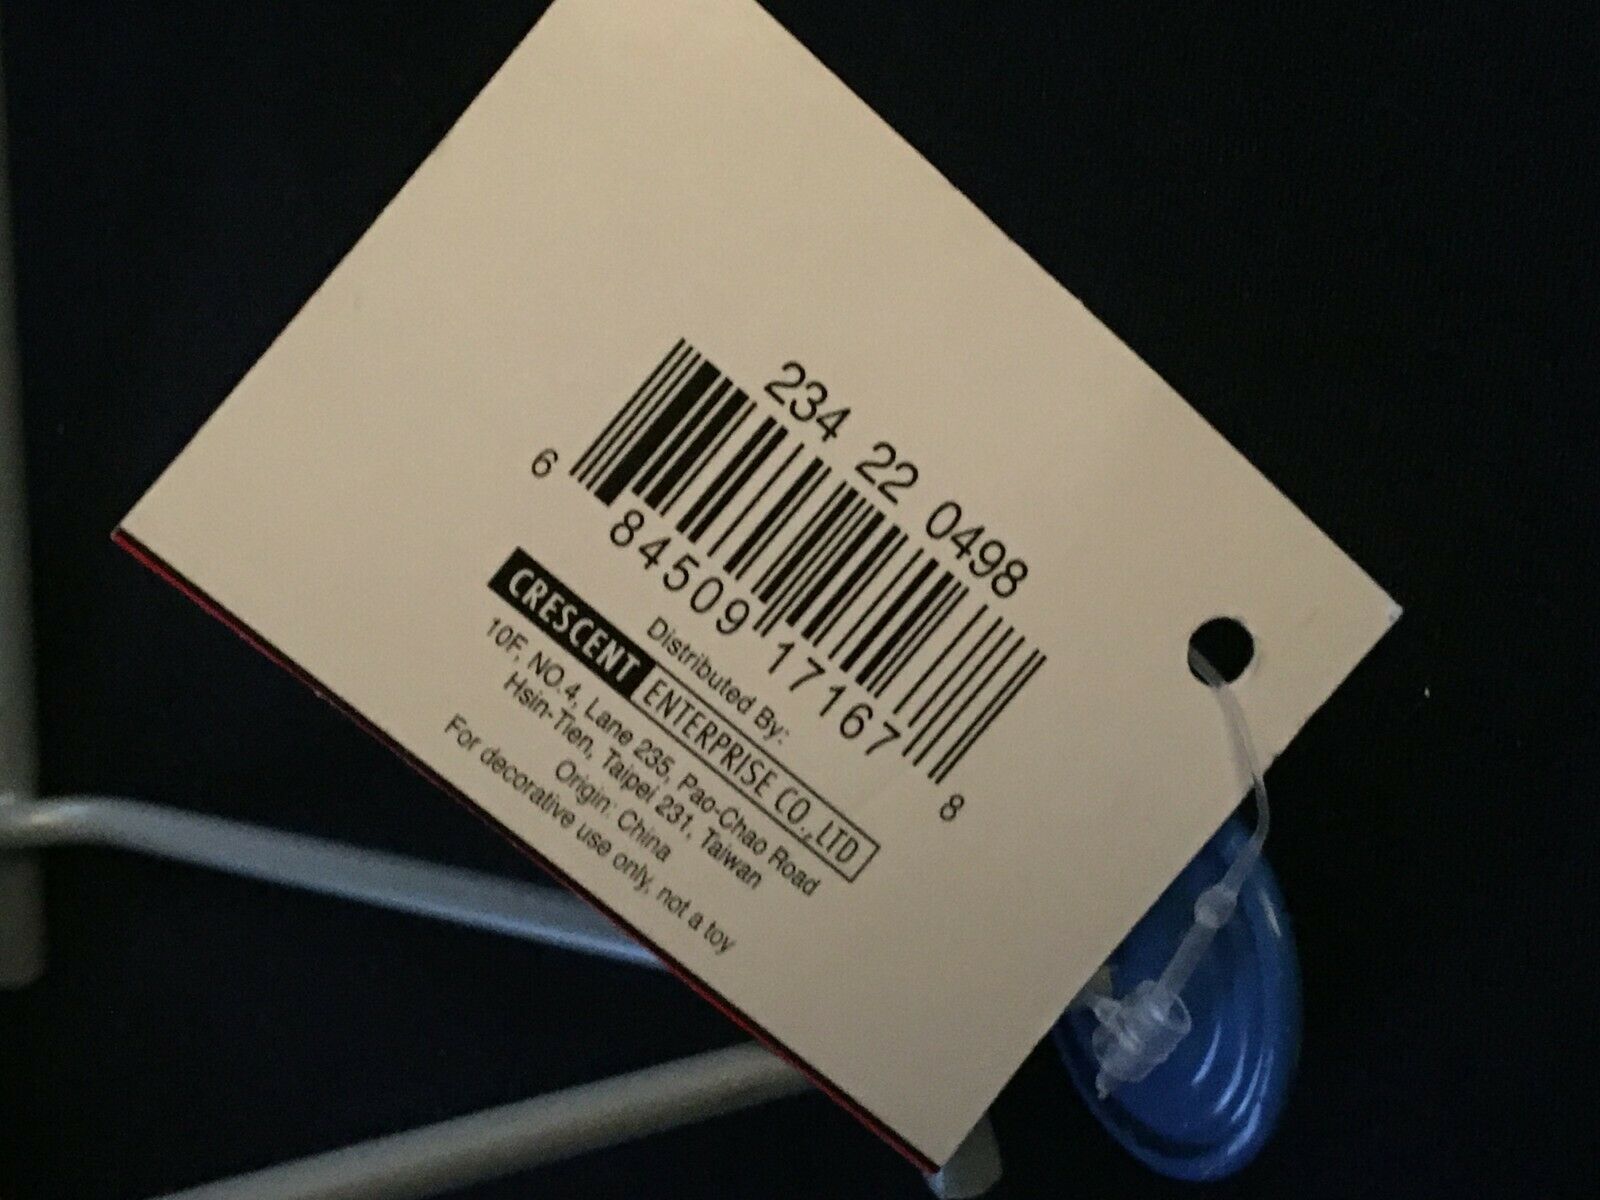 234 22 0498
6 84509 17167 8
Distributed By:
CRESCENT ENTERPRISE CO., LTD
10F, NO.4, Lane 235, Pao-Chao Road
Hsin-Tien, Taipei 231, Taiwan
Origin: China
For decorative use only, not a toy